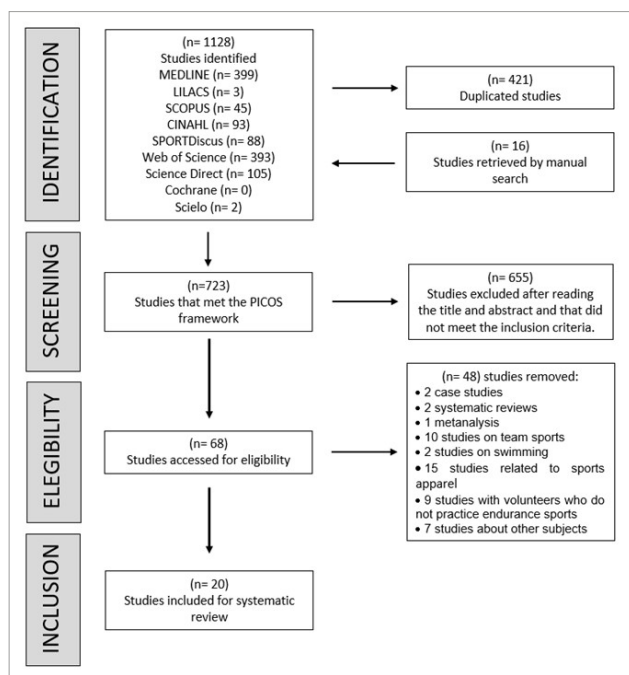 IDENTIFICATION
(n= 1128)
Studies identified
MEDLINE (n= 399)
LILACS (n= 3)
SCOPUS (n= 45)
CINAHL (n= 93)
SPORTDiscus (n= 88)
Web of Science (n= 393)
Science Direct (n= 105)
Cochrane (n= 0)
Scielo (n= 2)
(n= 421)
Duplicated studies
(n= 16)
Studies retrieved by manual
search
SCREENING
(n=723)
Studies that met the PICOS
framework
(n= 655)
Studies excluded after reading
the title and abstract and that did
not meet the inclusion criteria.
ELEGIBILITY
(n= 68)
Studies accessed for eligibility
(n= 48) studies removed:
• 2 case studies
• 2 systematic reviews
• 1 metanalysis
• 10 studies on team sports
• 2 studies on swimming
• 15 studies related to sports
apparel
• 9 studies with volunteers who do
not practice endurance sports
• 7 studies about other subjects
INCLUSION
(n= 20)
Studies included for systematic
review